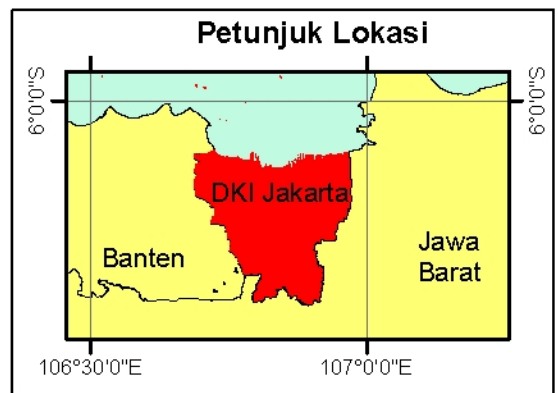 Petunjuk Lokasi
6°0'0"S
6°0'0"S
DKI Jakarta
Banten
Jawa
Barat
106°30'0"E
107°0'0"E